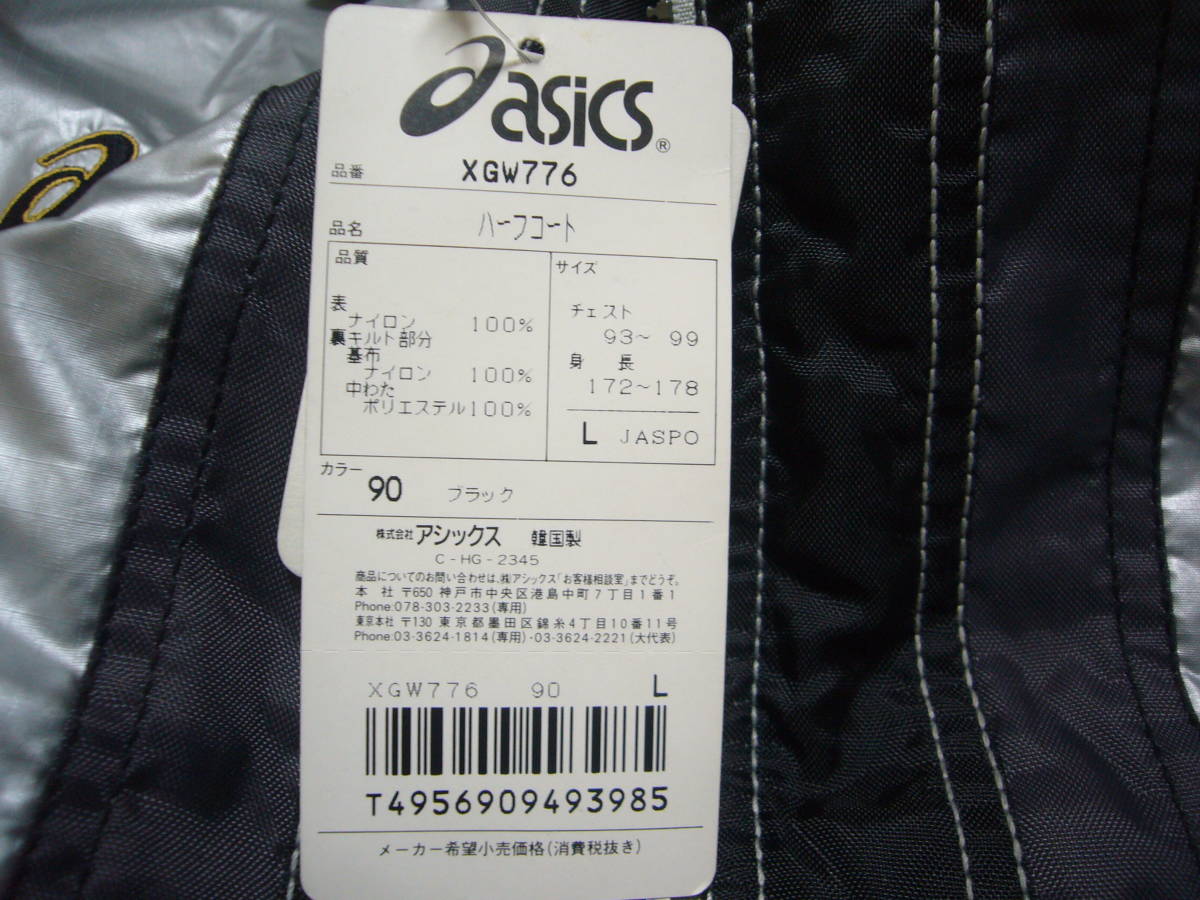 asics®
品番 XGW776
品名 ハーフコート
品質
表
ナイロン 100%
裏キルト部分
基布
ナイロン 100%
中わた
ポリエステル100%
サイズ
チェスト
93~ 99
身 長
172~178
L JASPO
カラー
90 ブラック
株式会社アシックス 韓国製
C-HG-2345
商品についてのお問い合わせは、㈱アシックス「お客様相談室」までどうぞ。
本 社 〒650 神戸市中央区港島中町7丁目1番1
Phone:078-303-2233(専用)
東京本社 〒130 東京都墨田区錦糸4丁目10番11号
Phone:03-3624-1814(専用)・03-3624-2221(大代表)
XGW776 90 L
T4956909493985
メーカー希望小売価格(消費税抜き)